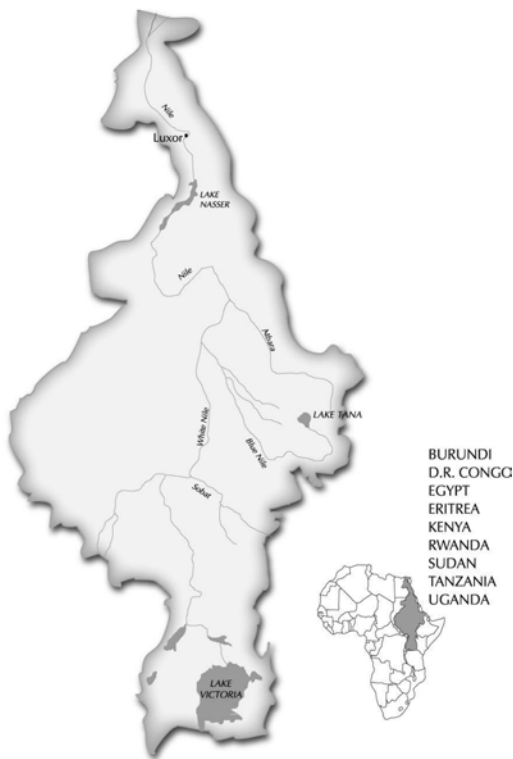 Nile
Luxor
LAKE
NASSER
Nile
Atbara
LAKE TANA
White Nile
Blue Nile
Sobat
LAKE
VICTORIA
BURUNDI
D.R. CONGO
EGYPT
ERITREA
KENYA
RWANDA
SUDAN
TANZANIA
UGANDA